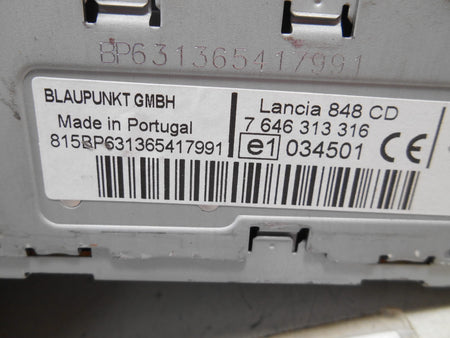 BP631365417991
BLAUPUNKT GMBH
Made in Portugal
815BP631365417991
Lancia 848 CD
7 646 313 316
e1 034501 CE